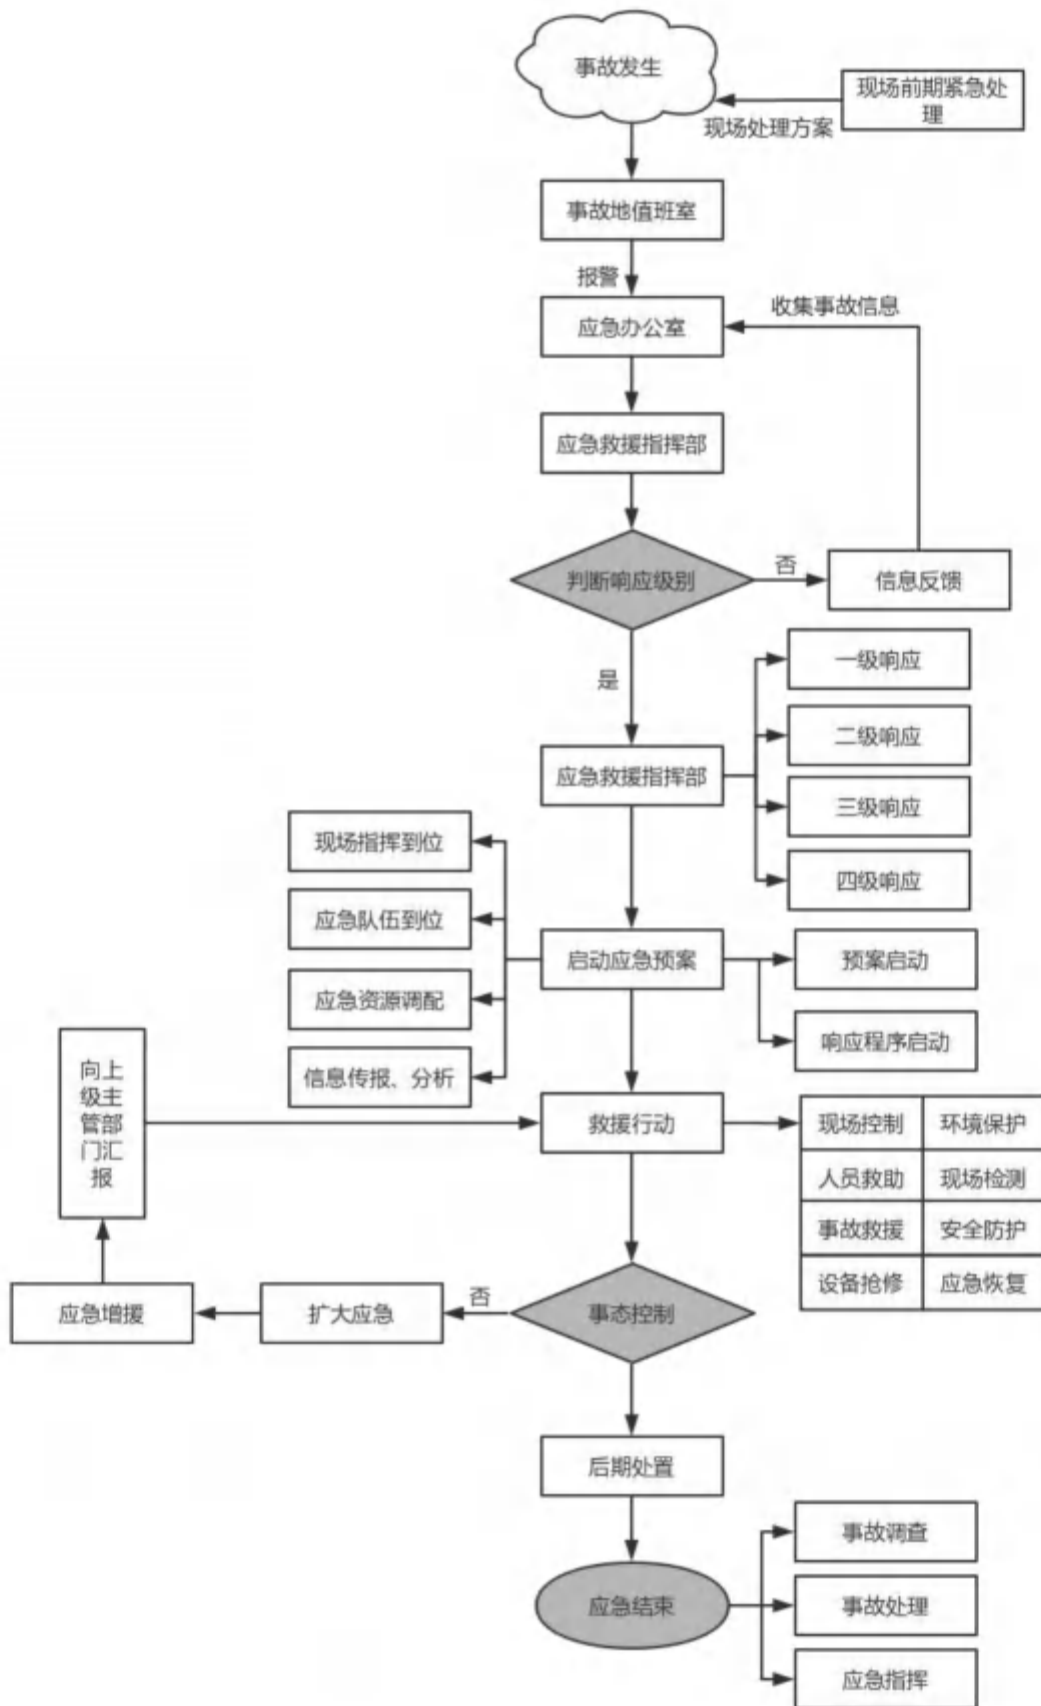 事故发生
现场前期紧急处
理
现场处理方案
事故地值班室
报警
应急办公室
收集事故信息
应急救援指挥部
判断响应级别
否
信息反馈
是
一级响应
二级响应
应急救援指挥部
三级响应
四级响应
现场指挥到位
应急队伍到位
启动应急预案
预案启动
应急资源调配
响应程序启动
信息传报、分析
向上
级主
管部
门汇
报
救援行动
现场控制 环境保护
人员救助 现场检测
事故救援 安全防护
设备抢修 应急恢复
应急增援
扩大应急
否
事态控制
后期处置
应急结束
事故调查
事故处理
应急指挥